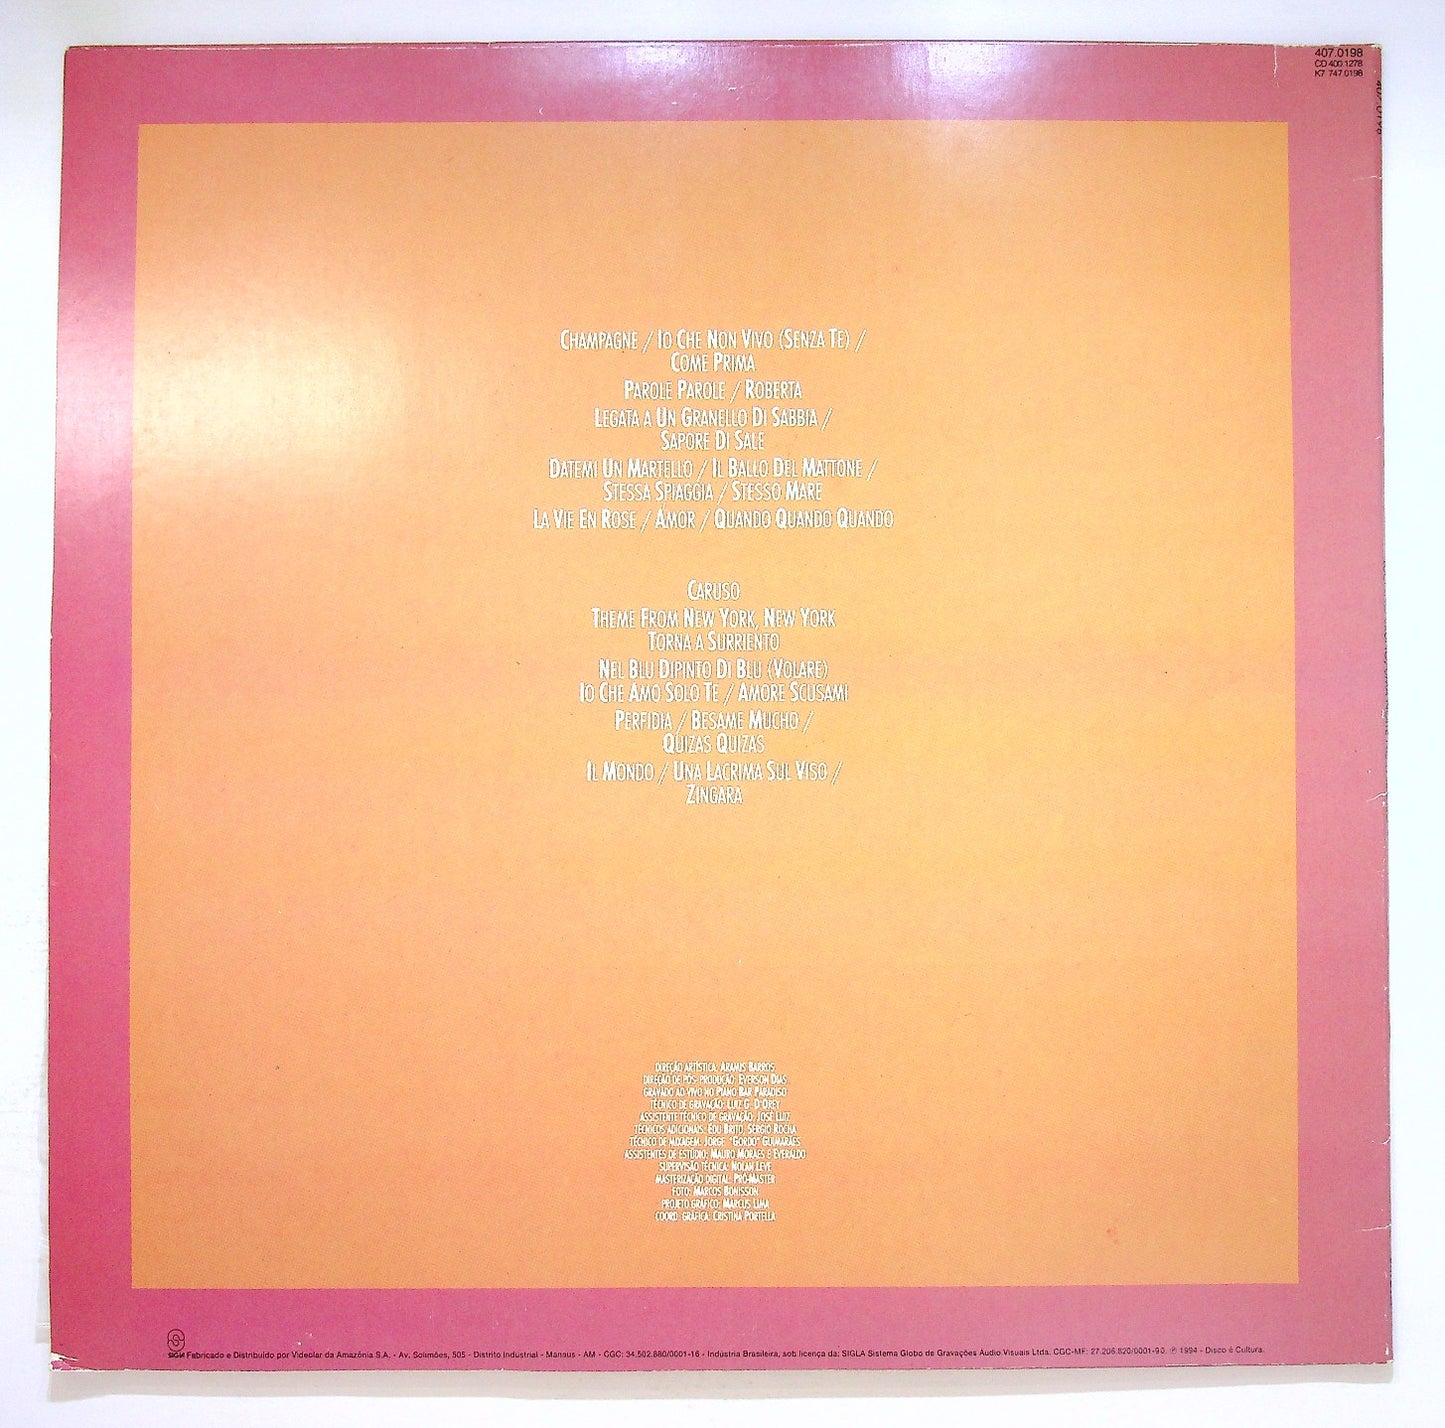 407.0198
CD 400 1278
K7 747.0198
407.0198
CHAMPAGNE / IO CHE NON VIVO (SENZA TE) /
COME PRIMA
PAROLE PAROLE / ROBERTA
LEGATA A UN GRANELLO DI SABBIA /
SAPORE DI SALE
DATEMI UN MARTELLO / IL BALLO DEL MATTONE /
STESSA SPIAGGIA / STESSO MARE
LA VIE EN ROSE / AMOR / QUANDO QUANDO QUANDO
CARUSO
THEME FROM NEW YORK, NEW YORK
TORNA A SURRIENTO
NEL BLU DIPINTO DI BLU (VOLARE)
IO CHE AMO SOLO TE / AMORE SCUSAMI
PERFIDIA / BESAME MUCHO /
QUIZAS QUIZAS
IL MONDO / UNA LACRIMA SUL VISO /
ZINGARA
DIREÇÃO ARTÍSTICA: ARAMIS BARROS
DIREÇÃO DE PÓS- PRODUÇÃO: EVERSON DIAS
GRAVADO AO VIVO NO PIANO BAR PARADISO
TÉCNICO DE GRAVAÇÃO: LUIZ G. D'OREY
ASSISTENTE TÉCNICO DE GRAVAÇÃO: JOSÉ LUIZ
TÉCNICOS ADICIONAIS: EDU BRITO, SÉRGIO ROCHA
TÉCNICO DE MIXAGEM: JORGE "GORDO" GUIMARÃES
ASSISTENTES DE ESTÚDIO: MAURO MORAES E EVERALDO
SUPERVISÃO TÉCNICA: NOLAN LEVE
MASTERIZAÇÃO DIGITAL: PRÓ-MASTER
FOTO: MARCOS BONISSON
PROJETO GRÁFICO: MARCUS LIMA
COORD. GRÁFICA: CRISTINA PORTELLA
SIGLA Fabricado e Distribuído por Videolar da Amazônia S.A. - Av. Solimões, 505 - Distrito Industrial - Manaus - AM - CGC: 34.502.880/0001-16 - Indústria Brasileira, sob licença da: SIGLA Sistema Globo de Gravações Áudio Visuais Ltda. CGC-MF: 27.206.820/0001-90. ℗ 1994 - Disco é Cultura.